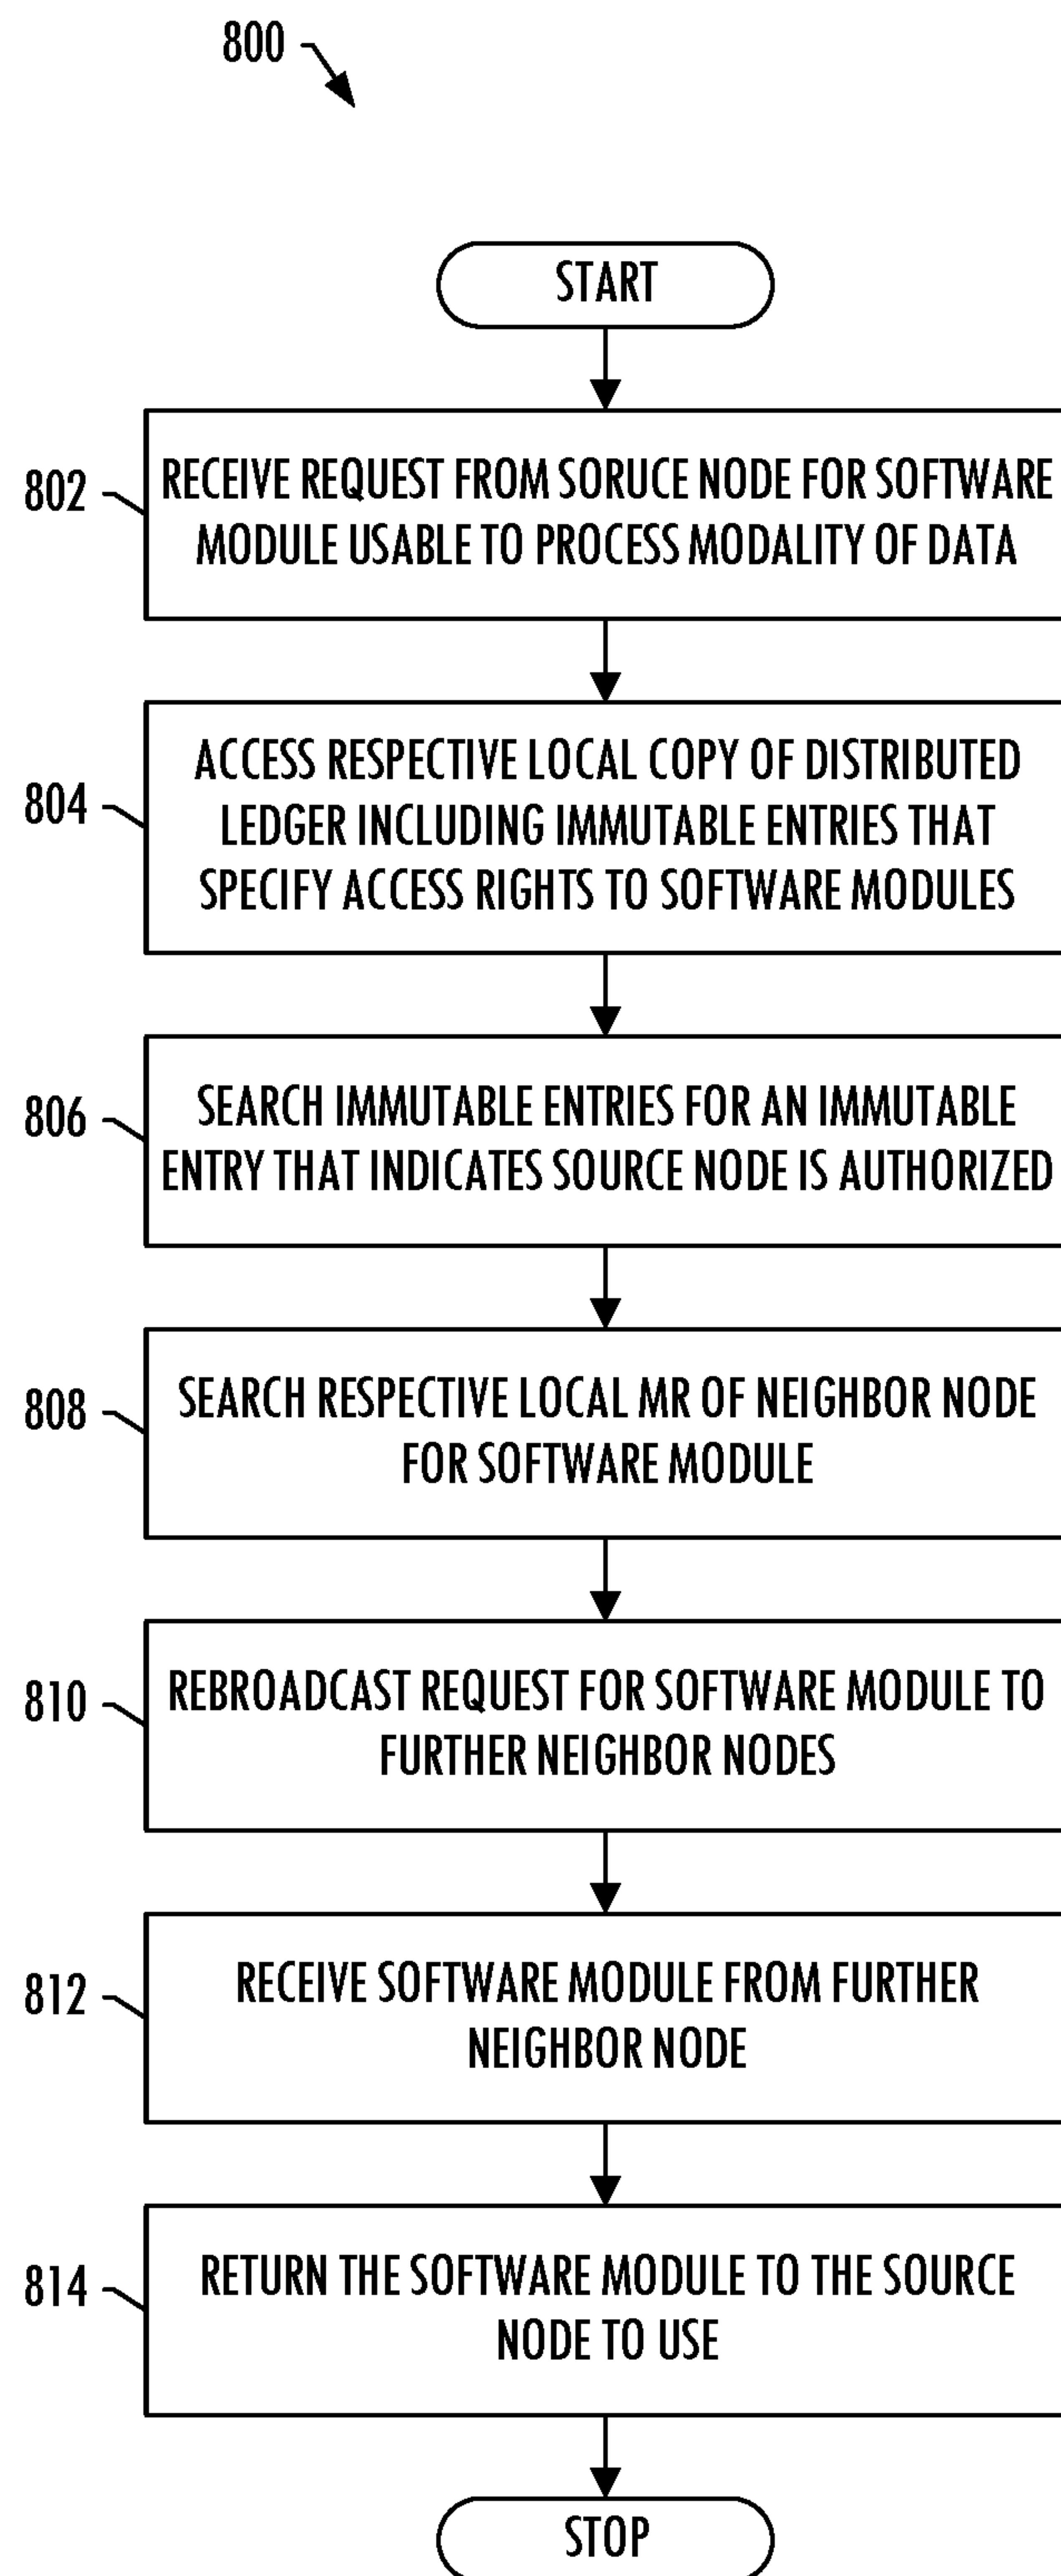 800
START
802
RECEIVE REQUEST FROM SORUCE NODE FOR SOFTWARE
MODULE USABLE TO PROCESS MODALITY OF DATA
804
ACCESS RESPECTIVE LOCAL COPY OF DISTRIBUTED
LEDGER INCLUDING IMMUTABLE ENTRIES THAT
SPECIFY ACCESS RIGHTS TO SOFTWARE MODULES
806
SEARCH IMMUTABLE ENTRIES FOR AN IMMUTABLE
ENTRY THAT INDICATES SOURCE NODE IS AUTHORIZED
808
SEARCH RESPECTIVE LOCAL MR OF NEIGHBOR NODE
FOR SOFTWARE MODULE
810
REBROADCAST REQUEST FOR SOFTWARE MODULE TO
FURTHER NEIGHBOR NODES
812
RECEIVE SOFTWARE MODULE FROM FURTHER
NEIGHBOR NODE
814
RETURN THE SOFTWARE MODULE TO THE SOURCE
NODE TO USE
STOP